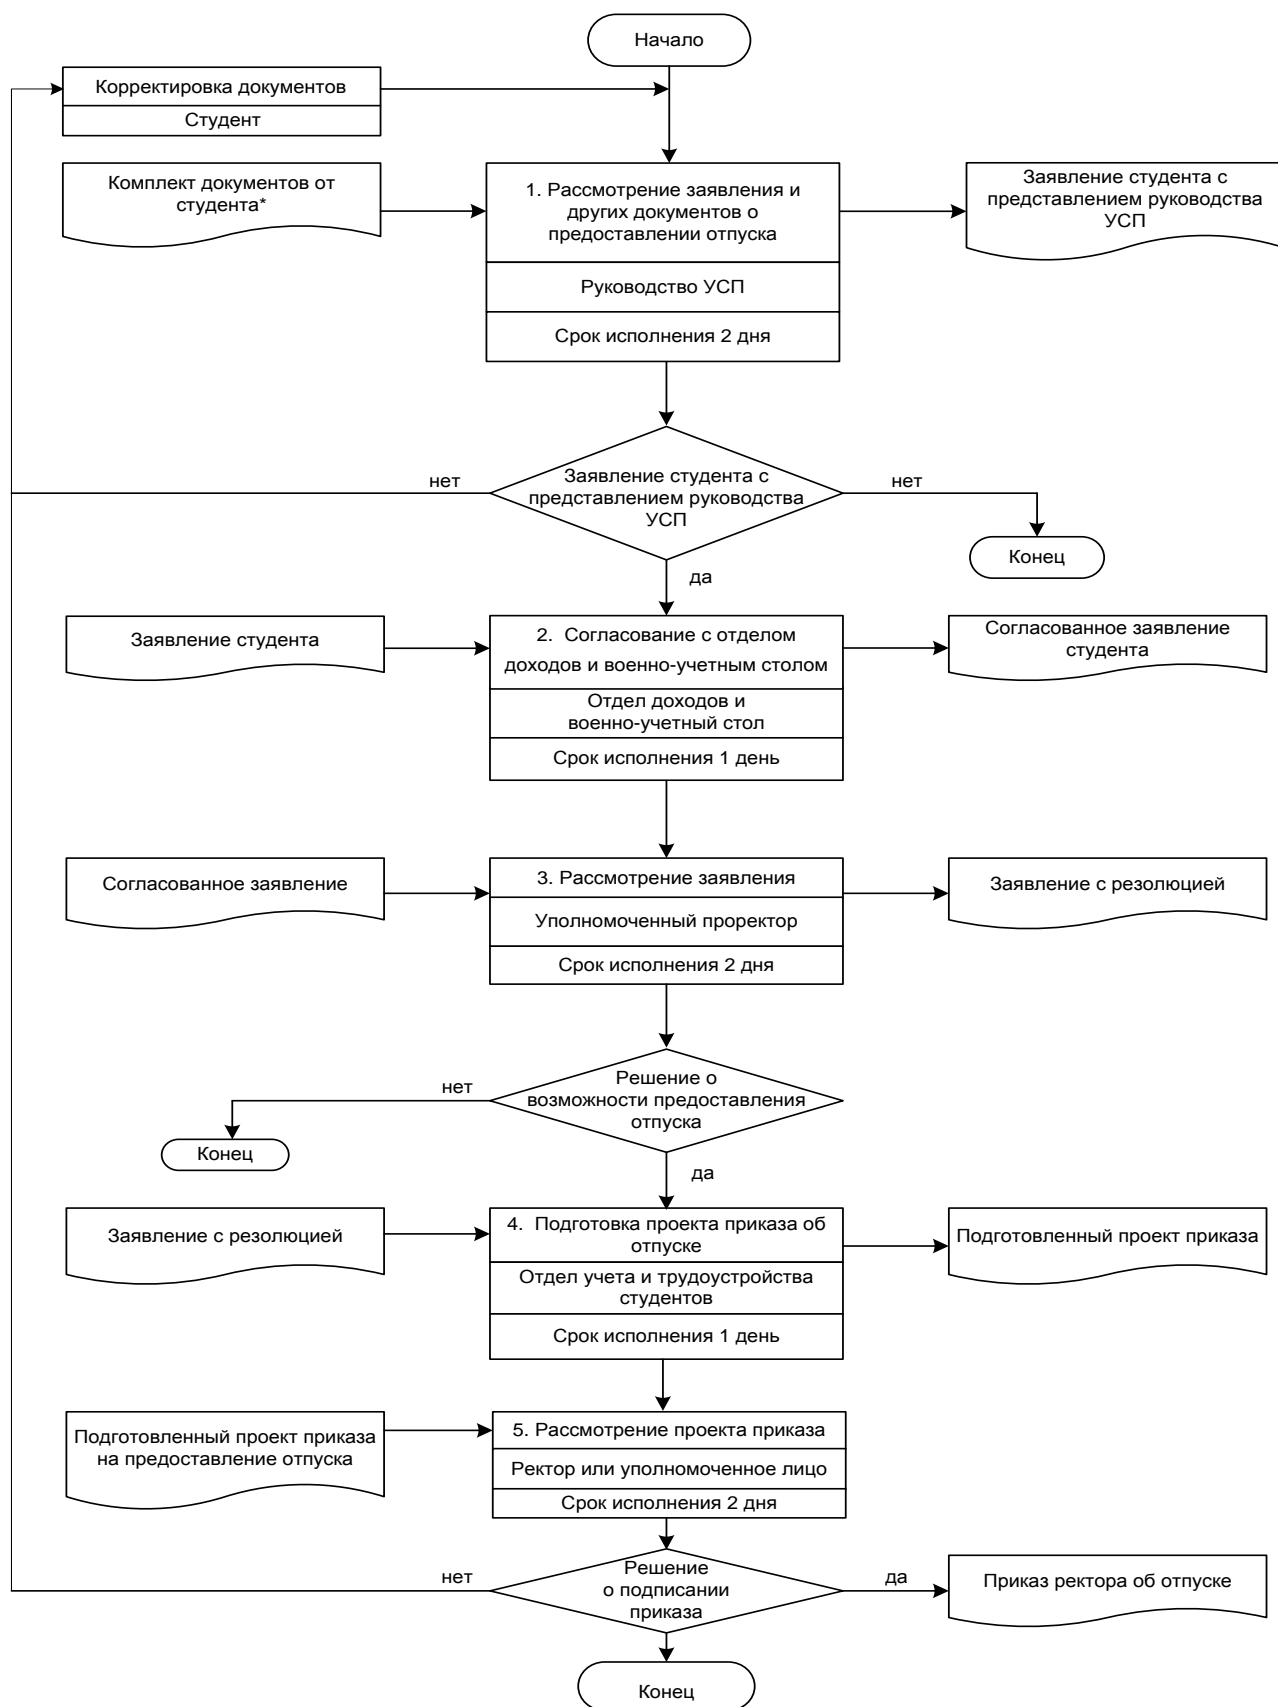 Начало
Корректировка документов
Студент
Комплект документов от
студента*
1. Рассмотрение заявления и
других документов о
предоставлении отпуска
Руководство УСП
Срок исполнения 2 дня
Заявление студента с
представлением руководства
УСП
нет
Заявление студента с
представлением руководства
УСП
нет
Конец
да
Заявление студента
2. Согласование с отделом
доходов и военно-учетным столом
Отдел доходов и
военно-учетный стол
Срок исполнения 1 день
Согласованное заявление
студента
Согласованное заявление
3. Рассмотрение заявления
Уполномоченный проректор
Срок исполнения 2 дня
Заявление с резолюцией
нет
Решение о
возможности предоставления
отпуска
Конец
да
Заявление с резолюцией
4. Подготовка проекта приказа об
отпуске
Отдел учета и трудоустройства
студентов
Срок исполнения 1 день
Подготовленный проект приказа
Подготовленный проект приказа
на предоставление отпуска
5. Рассмотрение проекта приказа
Ректор или уполномоченное лицо
Срок исполнения 2 дня
нет
Решение
о подписании
приказа
да
Приказ ректора об отпуске
Конец